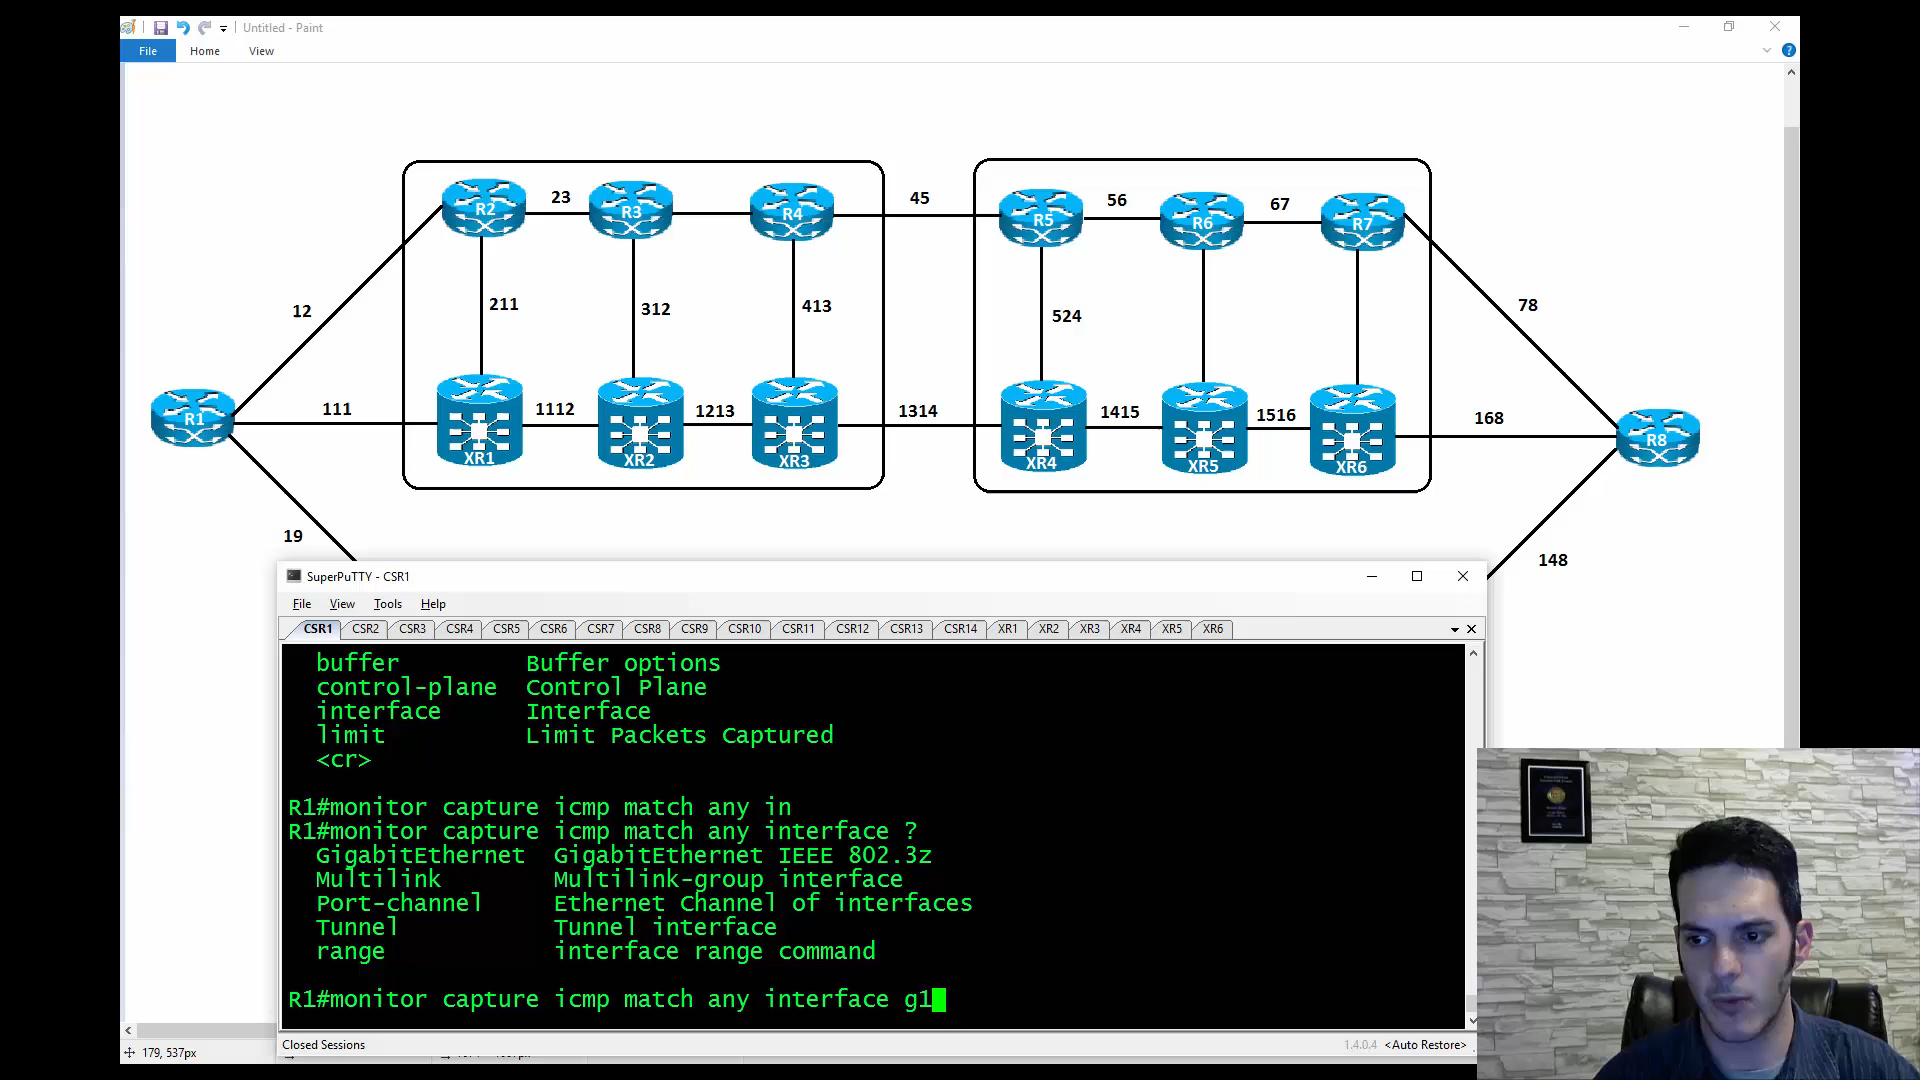 Untitled - Paint
File Home View
45
23
56
67
R2
R3
R4
R5
R6
R7
12
211
312
413
524
78
111
1112
1213
1314
1415
1516
168
R1
R8
XR1
XR2
XR3
XR4
XR5
XR6
19
148
SuperPuTTY - CSR1
File View Tools Help
CSR1 CSR2 CSR3 CSR4 CSR5 CSR6 CSR7 CSR8 CSR9 CSR10 CSR11 CSR12 CSR13 CSR14 XR1 XR2 XR3 XR4 XR5 XR6
buffer Buffer options
control-plane Control Plane
interface Interface
limit Limit Packets Captured
<cr>
R1#monitor capture icmp match any in
R1#monitor capture icmp match any interface ?
GigabitEthernet GigabitEthernet IEEE 802.3z
Multilink Multilink-group interface
Port-channel Ethernet Channel of interfaces
Tunnel Tunnel interface
range interface range command
R1#monitor capture icmp match any interface g1
Closed Sessions 1.4.0.4 <Auto Restore>
179, 537px